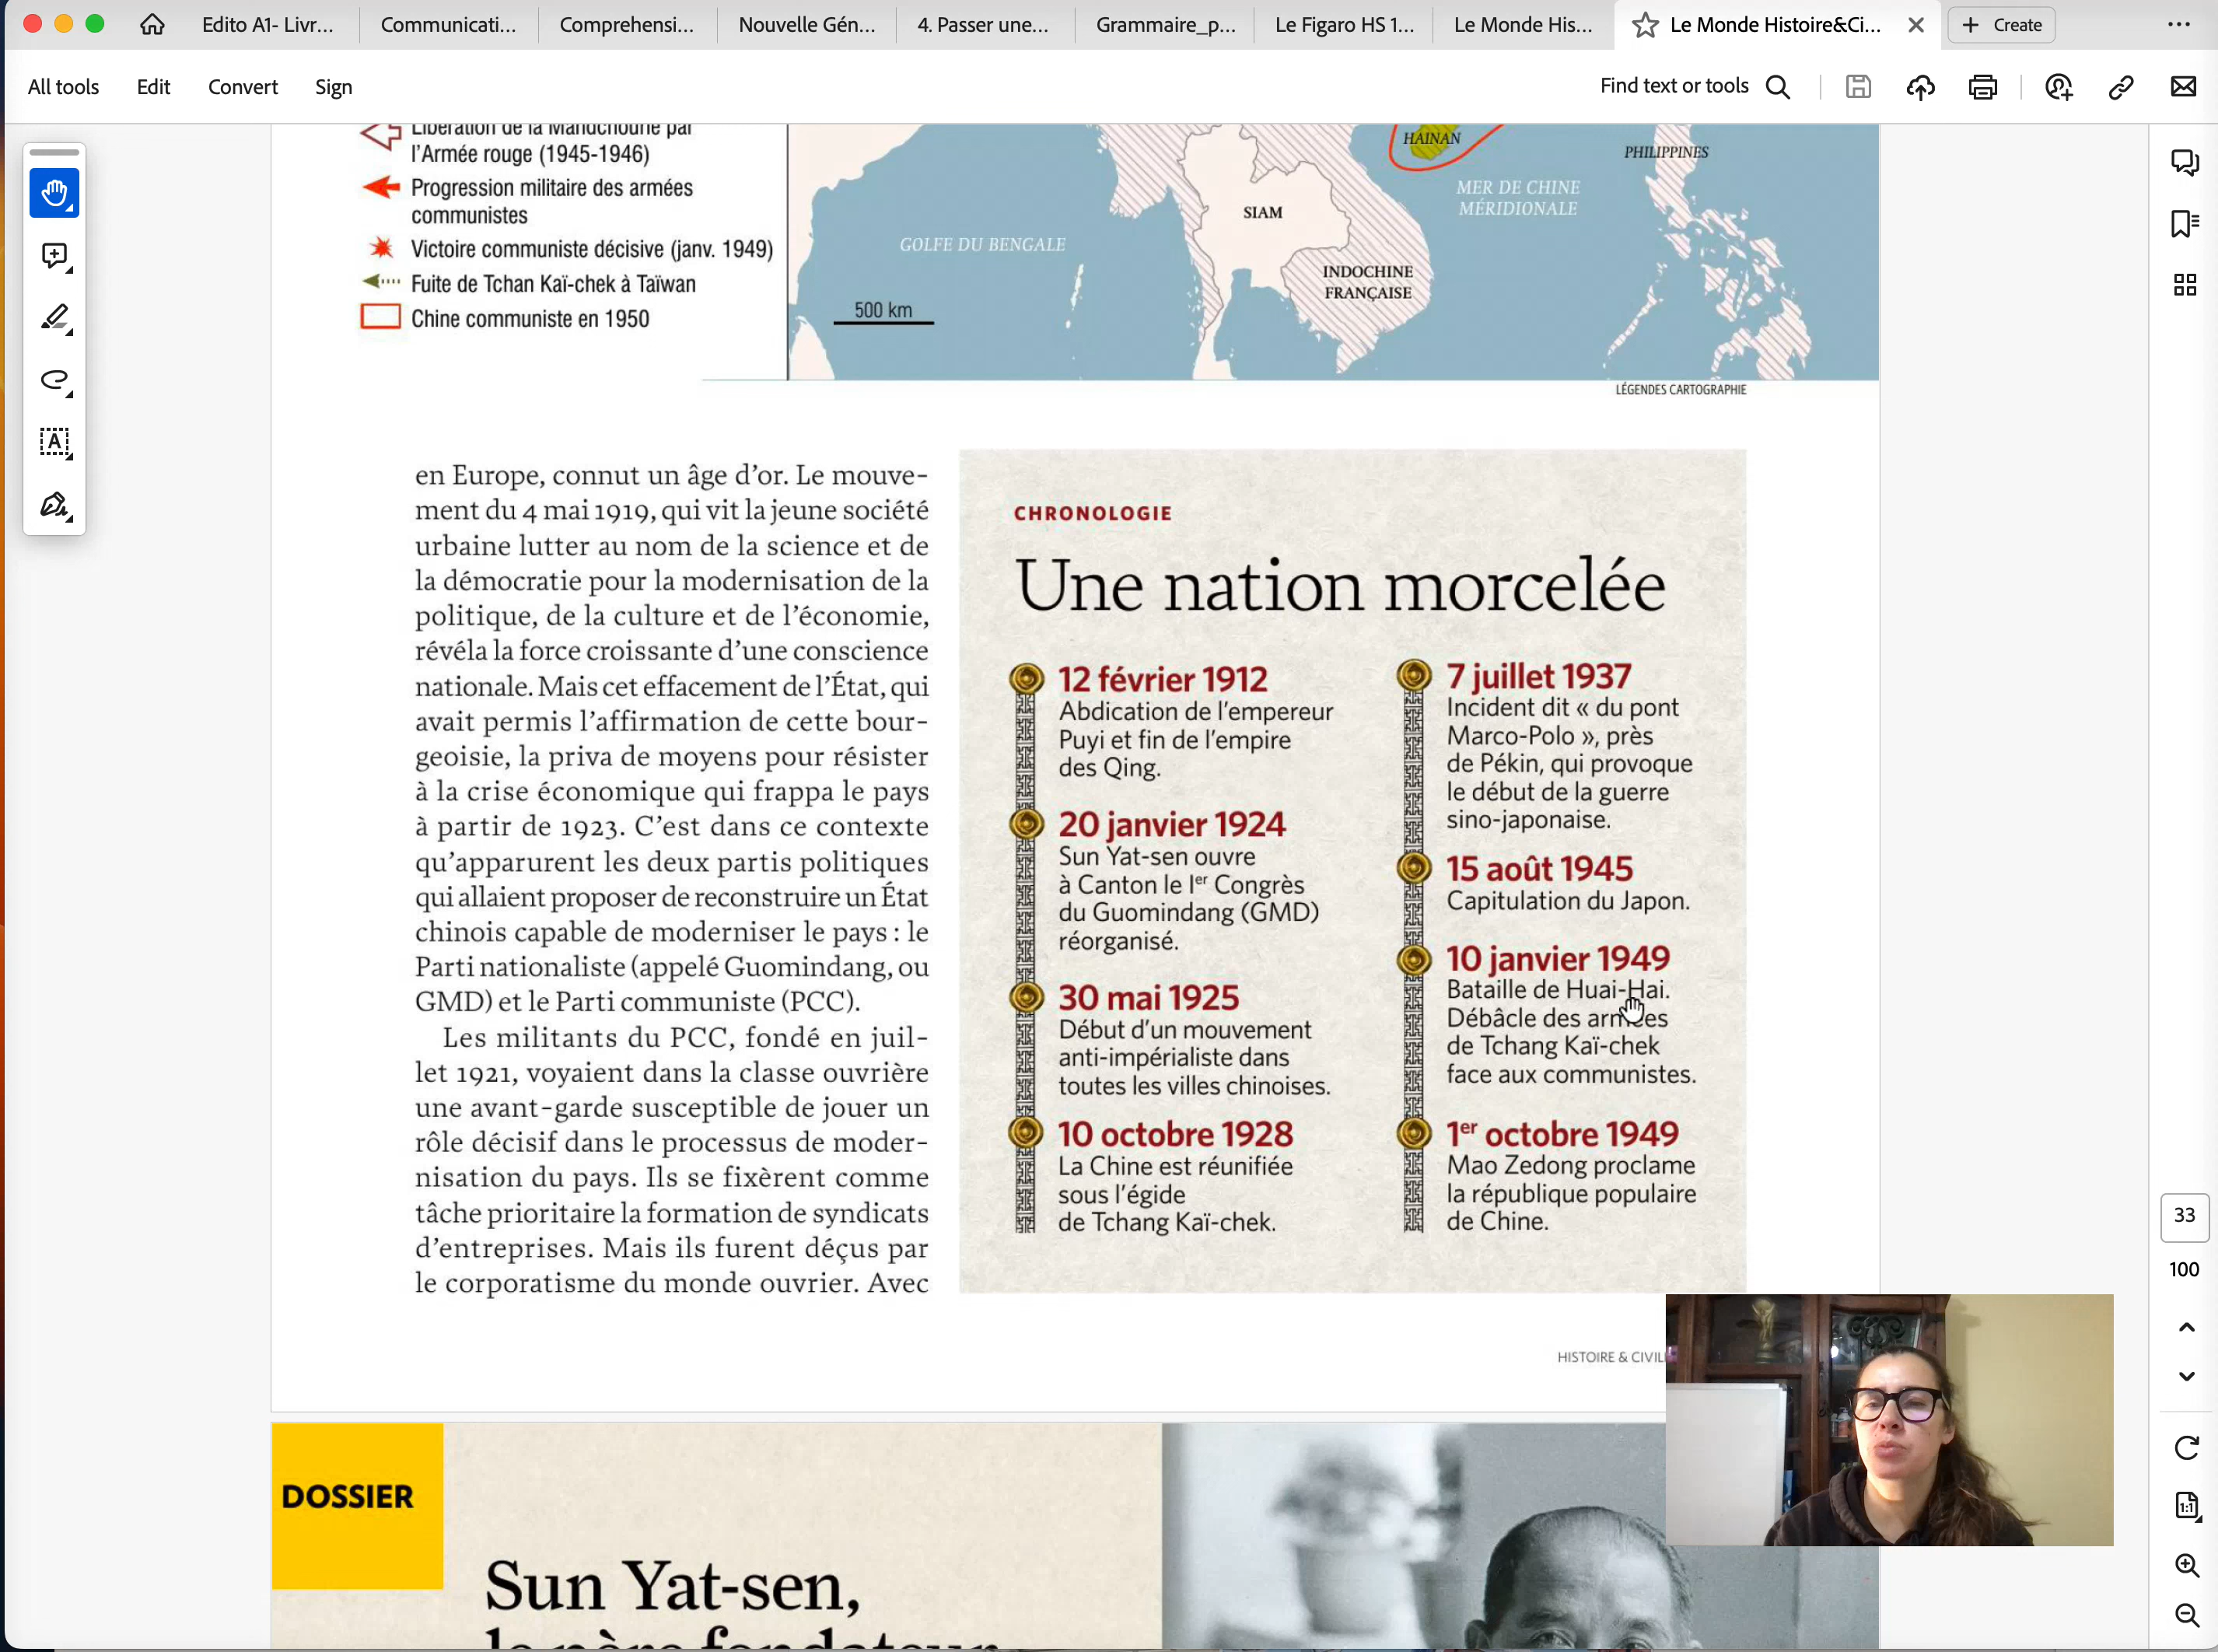 Edito A1- Livr...
Communicati...
Comprehensi...
Nouvelle Gén...
4. Passer une...
Grammaire_p...
Le Figaro HS 1...
Le Monde His...
Le Monde Histoire&Ci...
Create
All tools
Edit
Convert
Sign
Find text or tools
Libération de la Mandchourie par
l'Armée rouge (1945-1946)
Progression militaire des armées
communistes
Victoire communiste décisive (janv. 1949)
Fuite de Tchan Kaï-chek à Taïwan
Chine communiste en 1950
HAINAN
PHILIPPINES
MER DE CHINE
MÉRIDIONALE
SIAM
GOLFE DU BENGALE
INDOCHINE
FRANÇAISE
500 km
LÉGENDES CARTOGRAPHIE
en Europe, connut un âge d'or. Le mouve-
ment du 4 mai 1919, qui vit la jeune société
urbaine lutter au nom de la science et de
la démocratie pour la modernisation de la
politique, de la culture et de l'économie,
révéla la force croissante d'une conscience
nationale. Mais cet effacement de l'État, qui
avait permis l'affirmation de cette bour-
geoisie, la priva de moyens pour résister
à la crise économique qui frappa le pays
à partir de 1923. C'est dans ce contexte
qu'apparurent les deux partis politiques
qui allaient proposer de reconstruire un État
chinois capable de moderniser le pays : le
Parti nationaliste (appelé Guomindang, ou
GMD) et le Parti communiste (PCC).
Les militants du PCC, fondé en juil-
let 1921, voyaient dans la classe ouvrière
une avant-garde susceptible de jouer un
rôle décisif dans le processus de moder-
nisation du pays. Ils se fixèrent comme
tâche prioritaire la formation de syndicats
d'entreprises. Mais ils furent déçus par
le corporatisme du monde ouvrier. Avec
CHRONOLOGIE
Une nation morcelée
12 février 1912
Abdication de l'empereur
Puyi et fin de l'empire
des Qing.
20 janvier 1924
Sun Yat-sen ouvre
à Canton le Ier Congrès
du Guomindang (GMD)
réorganisé.
30 mai 1925
Début d'un mouvement
anti-impérialiste dans
toutes les villes chinoises.
10 octobre 1928
La Chine est réunifiée
sous l'égide
de Tchang Kaï-chek.
7 juillet 1937
Incident dit « du pont
Marco-Polo », près
de Pékin, qui provoque
le début de la guerre
sino-japonaise.
15 août 1945
Capitulation du Japon.
10 janvier 1949
Bataille de Huai-Hai.
Débâcle des armées
de Tchang Kaï-chek
face aux communistes.
1er octobre 1949
Mao Zedong proclame
la république populaire
de Chine.
33
100
1:1
HISTOIRE & CIVIL
DOSSIER
Sun Yat-sen,
le père fondateur